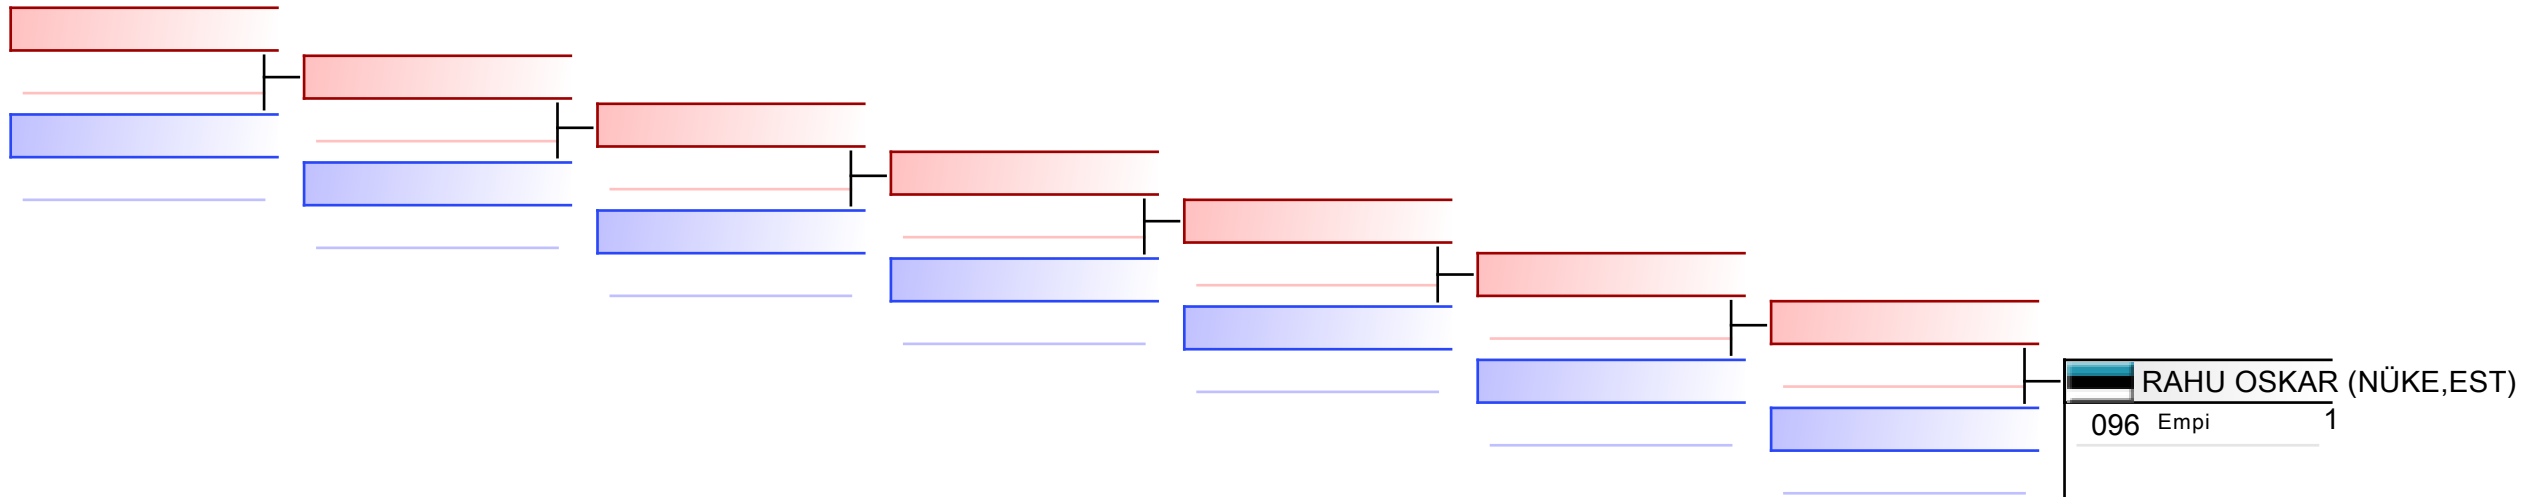 RAHU OSKAR (NÜKE,EST)
096 Empi 1